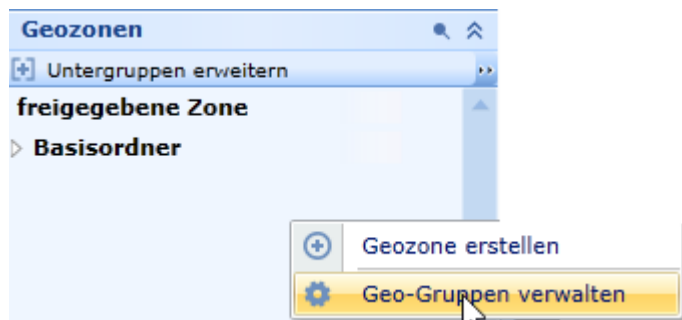 Geozonen
Untergruppen erweitern
freigegebene Zone
Basisordner
Geozone erstellen
Geo-Gruppen verwalten